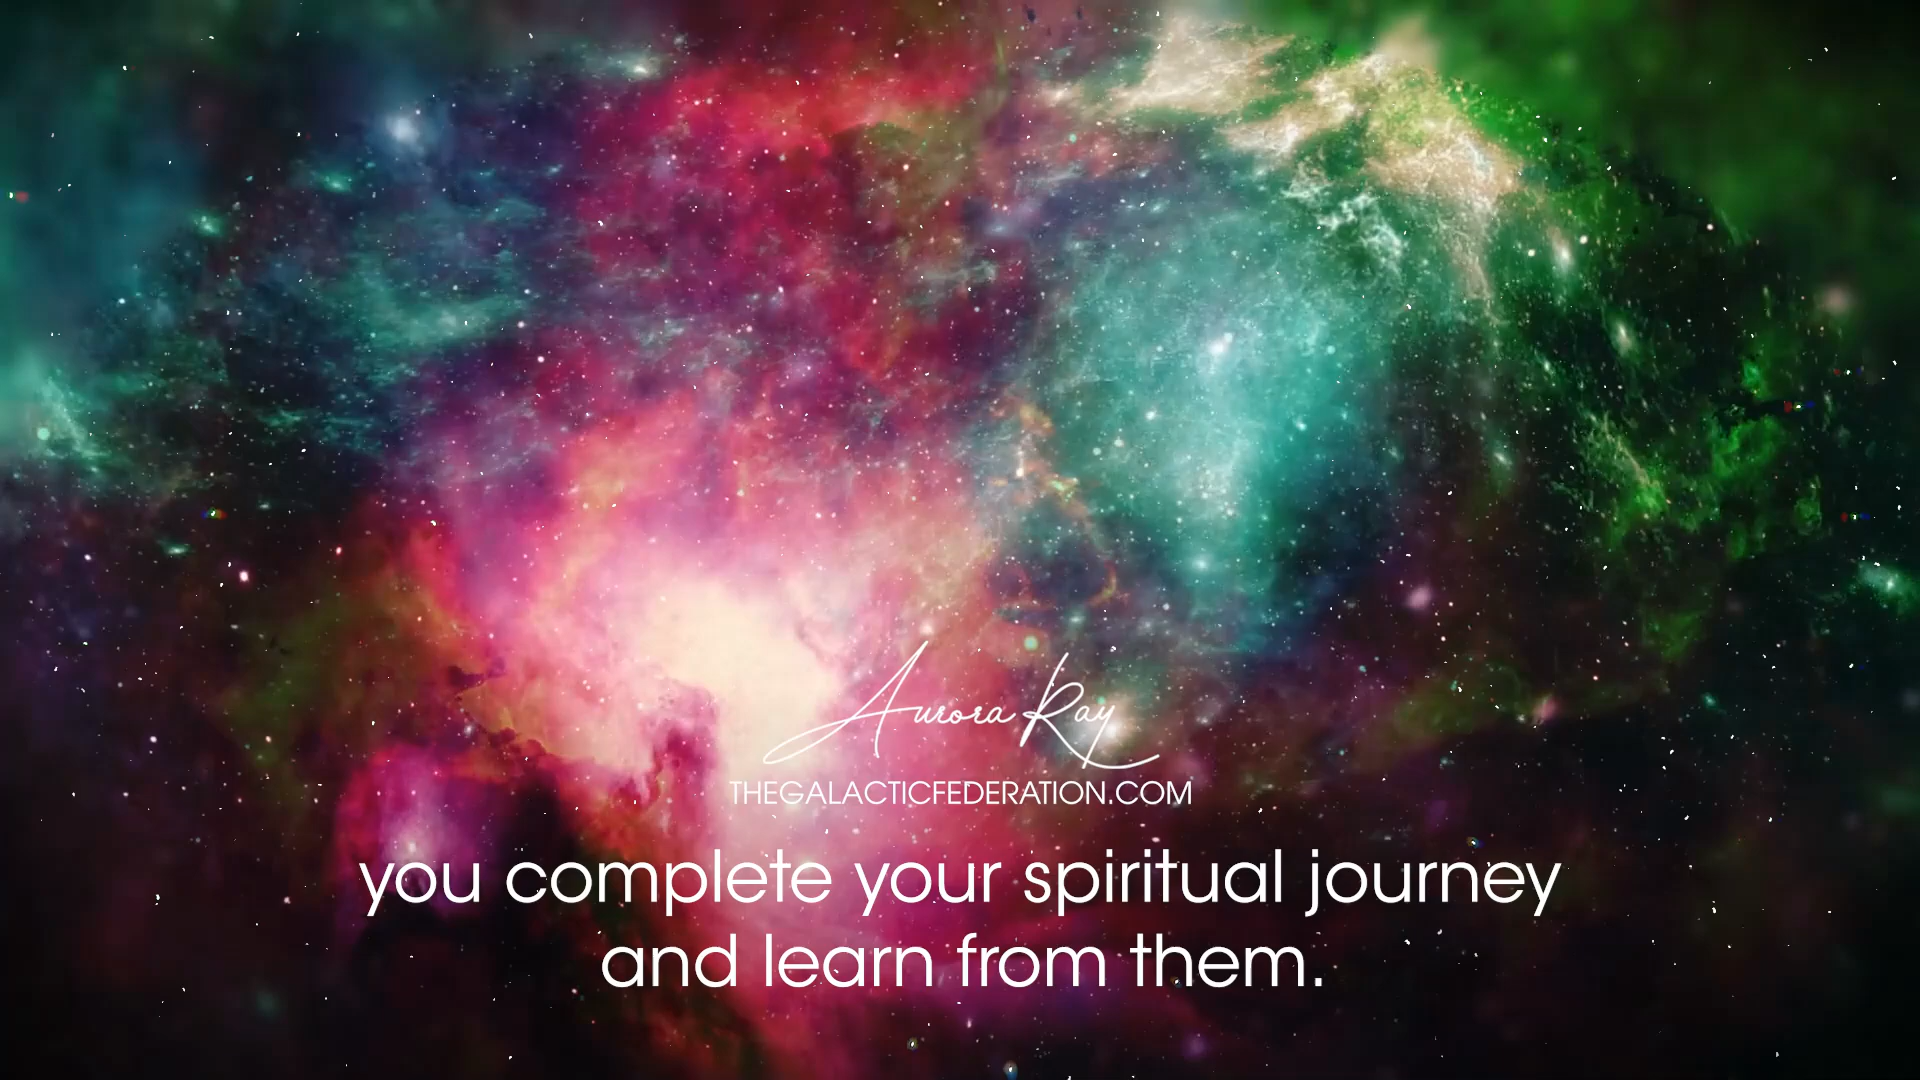 Aurora Ray
THEGALACTICFEDERATION.COM
you complete your spiritual journey
and learn from them.